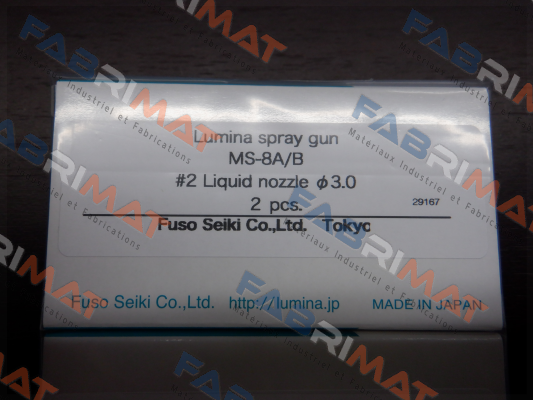 Lumina spray gun
MS-8A/B
#2 Liquid nozzle φ3.0
2 pcs.
29167
Fuso Seiki Co.,Ltd. Tokyo
Fuso Seiki Co.,Ltd. http://lumina.jp MADE IN JAPAN
FABRIMAT
Matériaux Industriel et Fabrications